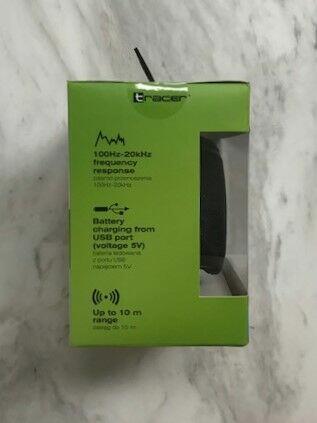 tracer
100Hz-20kHz
frequency
response
pasmo przenoszenia
100Hz-20kHz
Battery
charging from
USB port
(voltage 5V)
bateria ładowana
z portu USB
napięciem 5V
Up to 10 m
range
zasięg do 10 m